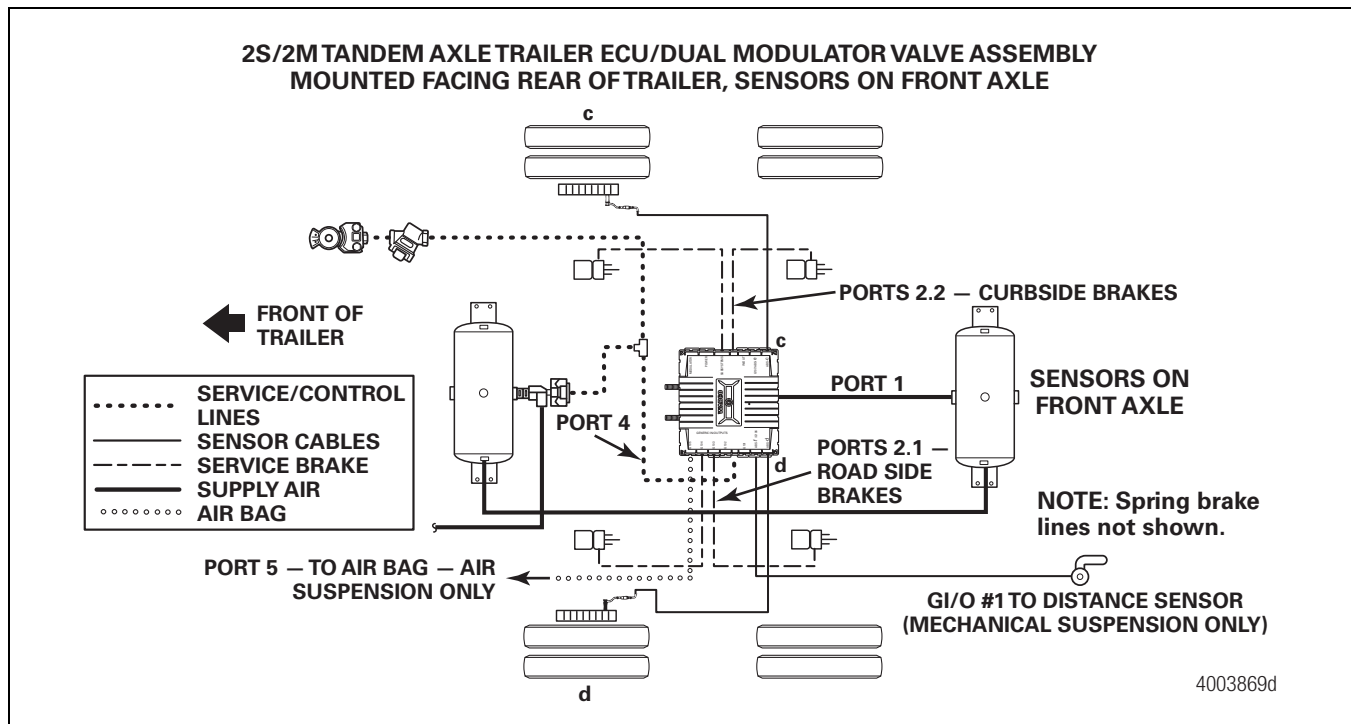 2S/2M TANDEM AXLE TRAILER ECU/DUAL MODULATOR VALVE ASSEMBLY
MOUNTED FACING REAR OF TRAILER, SENSORS ON FRONT AXLE
c
PORTS 2.2 — CURBSIDE BRAKES
FRONT OF
TRAILER
c
PORT 1
SENSORS ON
FRONT AXLE
SERVICE/CONTROL
LINES
SENSOR CABLES
SERVICE BRAKE
SUPPLY AIR
AIR BAG
PORT 4
d
PORTS 2.1 —
ROAD SIDE
BRAKES
NOTE: Spring brake
lines not shown.
PORT 5 — TO AIR BAG — AIR
SUSPENSION ONLY
GI/O #1 TO DISTANCE SENSOR
(MECHANICAL SUSPENSION ONLY)
d
4003869d